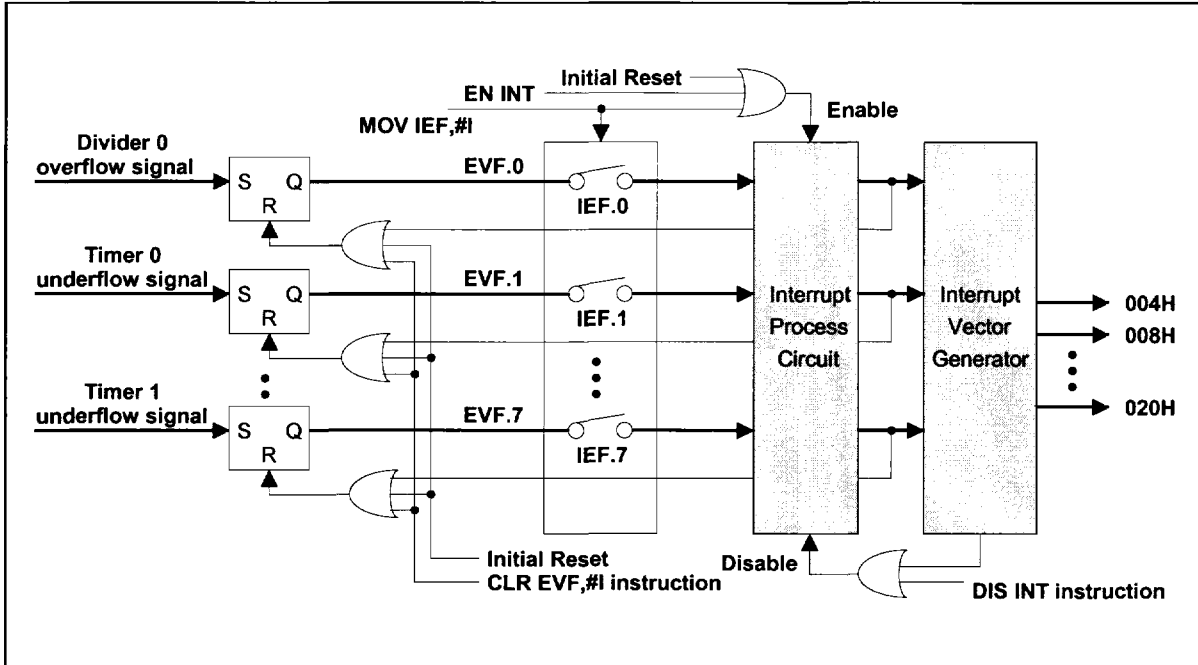 Initial Reset
EN INT
MOV IEF,#I
Enable
Divider 0
overflow signal
S Q
R
EVF.0
IEF.0
Timer 0
underflow signal
S Q
R
EVF.1
IEF.1
Interrupt
Process
Circuit
Interrupt
Vector
Generator
004H
008H
020H
Timer 1
underflow signal
S Q
R
EVF.7
IEF.7
Initial Reset
CLR EVF,#I instruction
Disable
DIS INT instruction